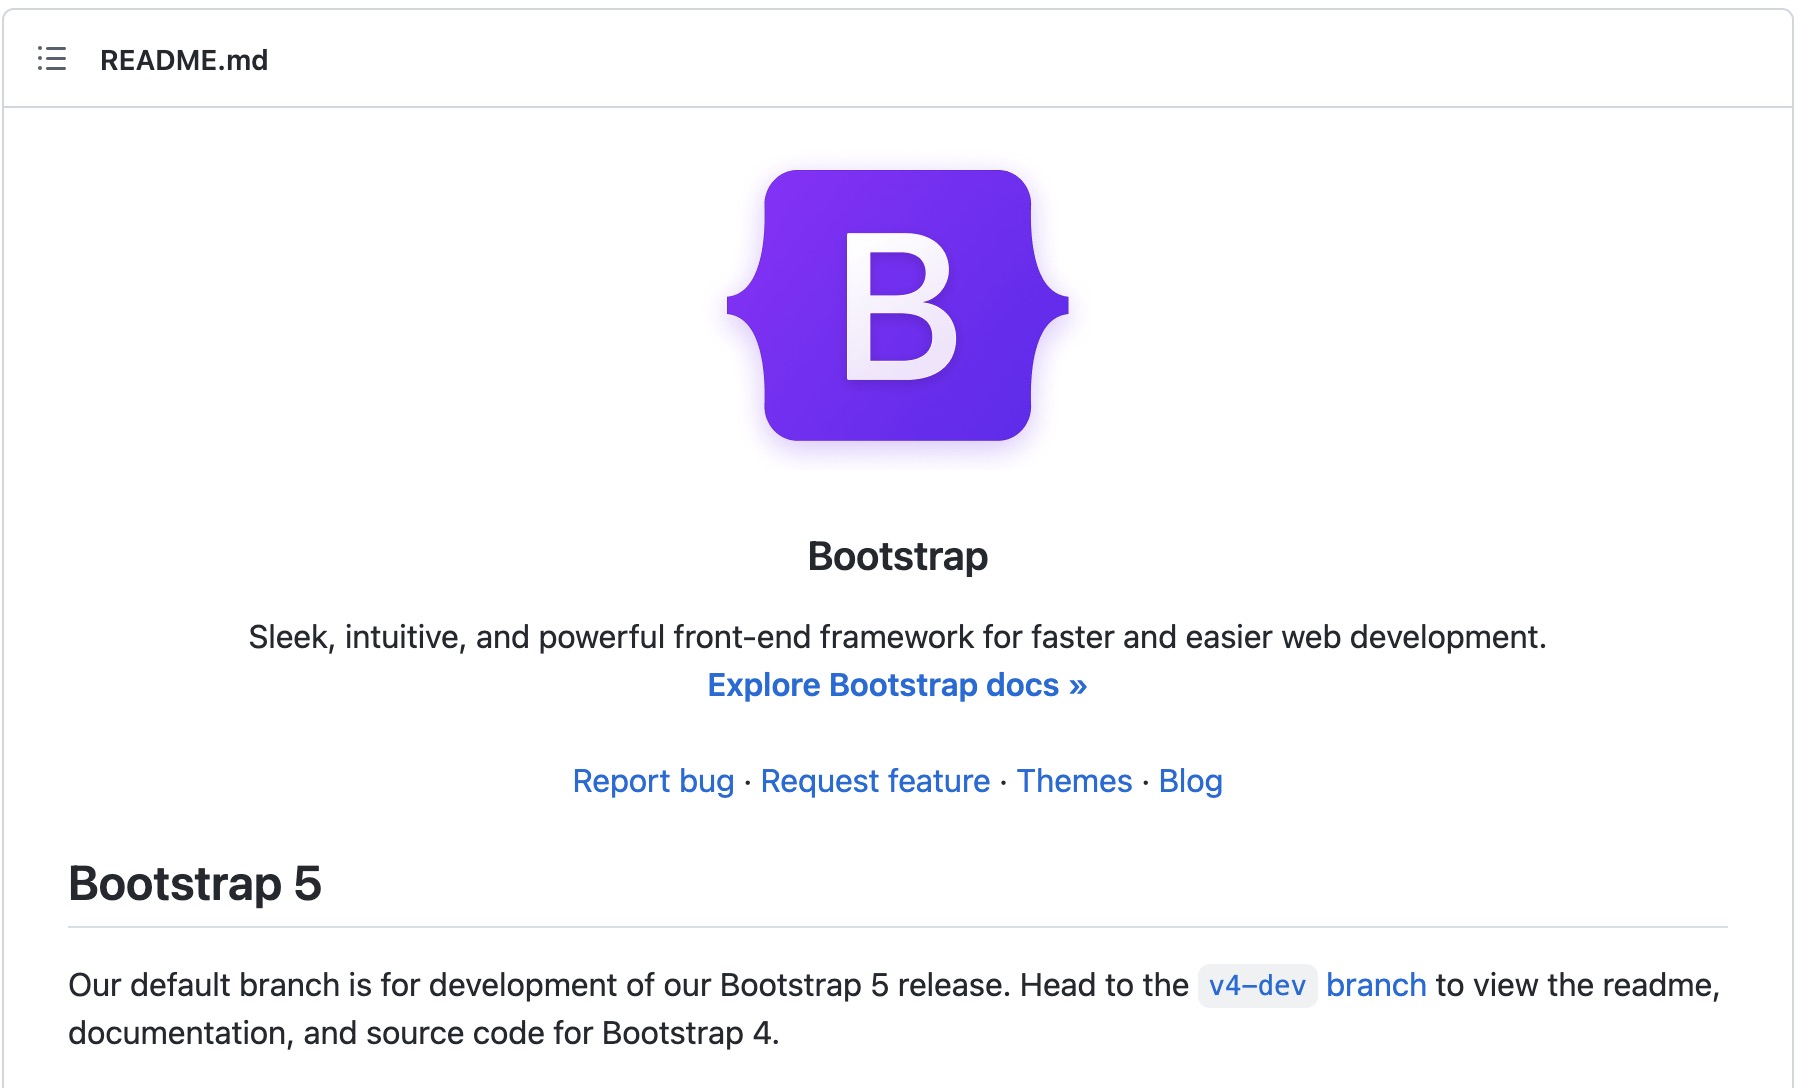 README.md
B
Bootstrap
Sleek, intuitive, and powerful front-end framework for faster and easier web development.
Explore Bootstrap docs »
Report bug · Request feature · Themes · Blog
Bootstrap 5
Our default branch is for development of our Bootstrap 5 release. Head to the v4-dev branch to view the readme,
documentation, and source code for Bootstrap 4.